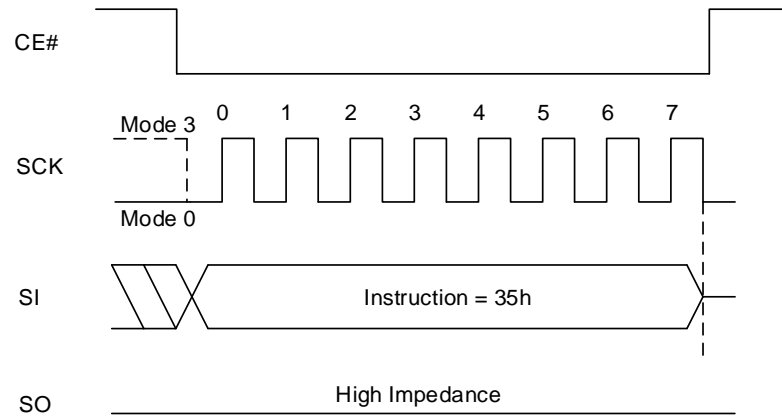 CE#
0 1 2 3 4 5 6 7
Mode 3
SCK
Mode 0
SI
Instruction = 35h
High Impedance
SO